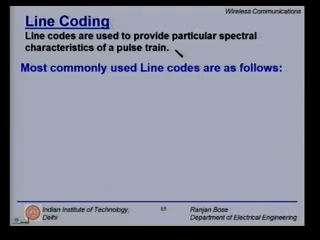 Wireless Communications
Line Coding
Line codes are used to provide particular spectral
characteristics of a pulse train.
Most commonly used Line codes are as follows:
Indian Institute of Technology,
Delhi
Ranjan Bose
Department of Electrical Engineering